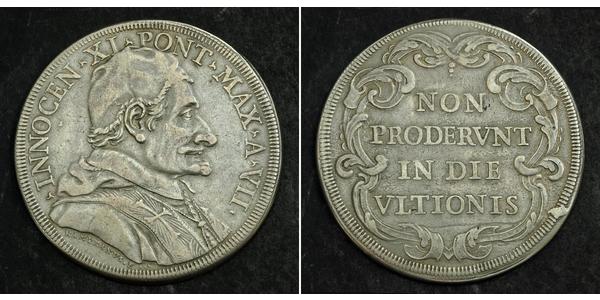 INNOCEN · XI · PONT · MAX · A · VII ·
NON
PRODERVNT
IN DIE
VLTIONIS